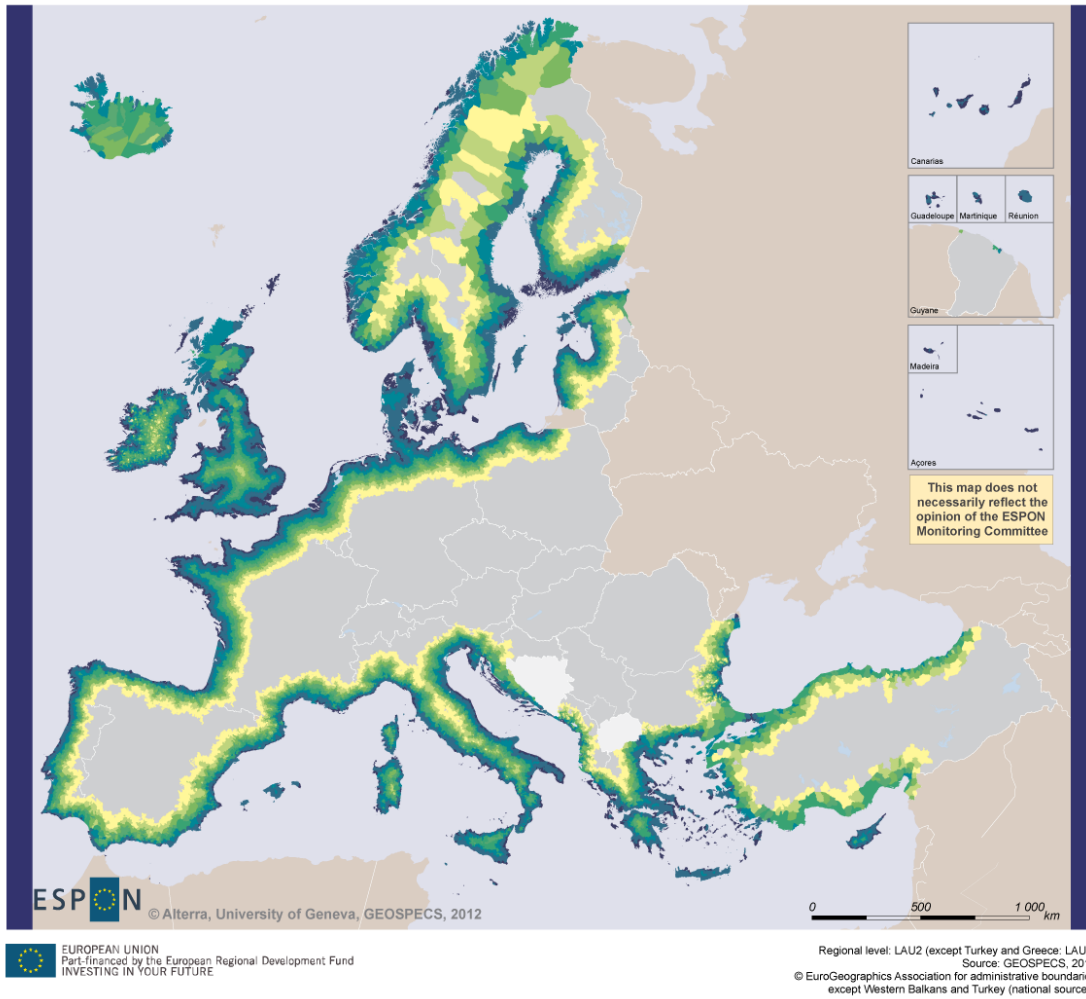 Canarias
Guadeloupe
Martinique
Réunion
Guyane
Madeira
Açores
This map does not
necessarily reflect the
opinion of the ESPON
Monitoring Committee
ESPON
© Alterra, University of Geneva, GEOSPECS, 2012
0 500 1 000
km
EUROPEAN UNION
Part-financed by the European Regional Development Fund
INVESTING IN YOUR FUTURE
Regional level: LAU2 (except Turkey and Greece: LAU
Source: GEOSPECS, 201
© EuroGeographics Association for administrative boundarie
except Western Balkans and Turkey (national source